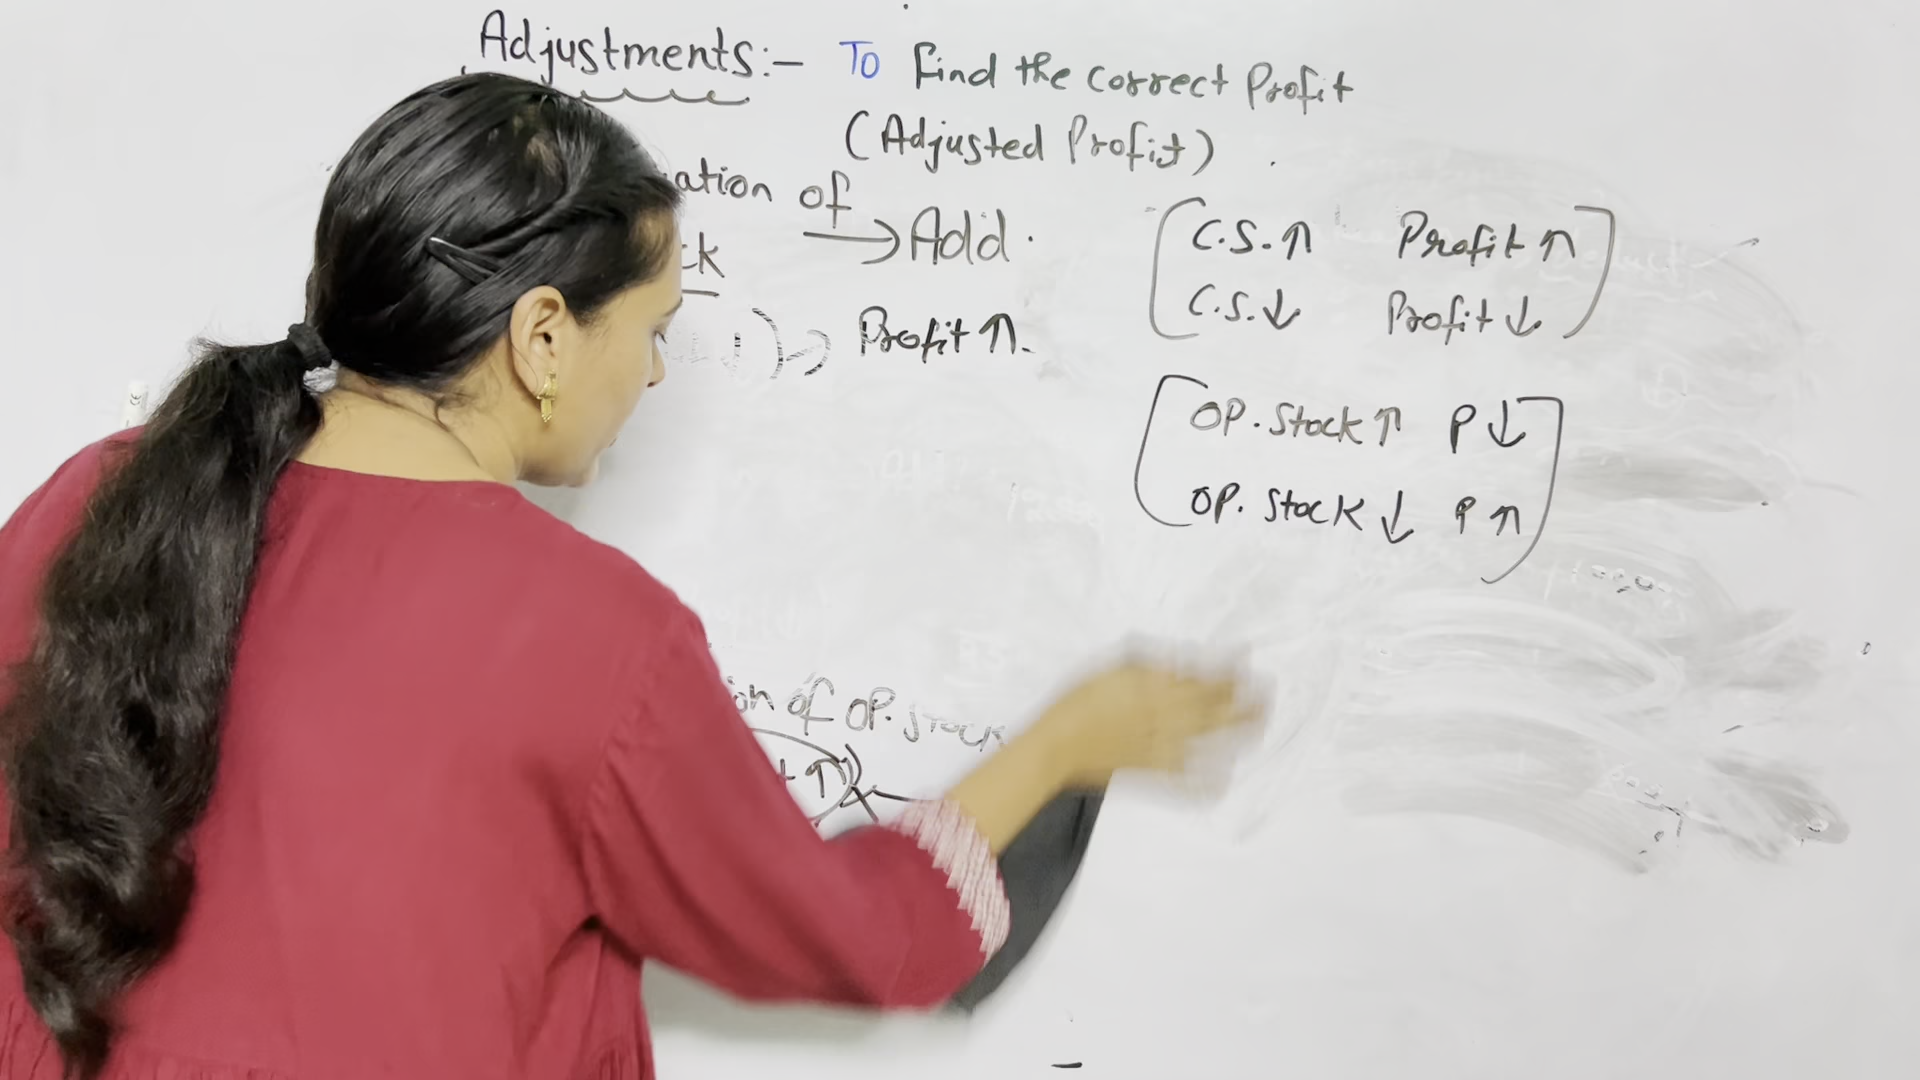 Adjustments:- To Find the correct Profit
(Adjusted Profit)
of
→ Add.
Profit ↑.
C.S. ↑ Profit ↑
C.S. ↓ Profit ↓
OP. Stock ↑ P ↓
OP. Stock ↓ P ↑
of OP. Stock